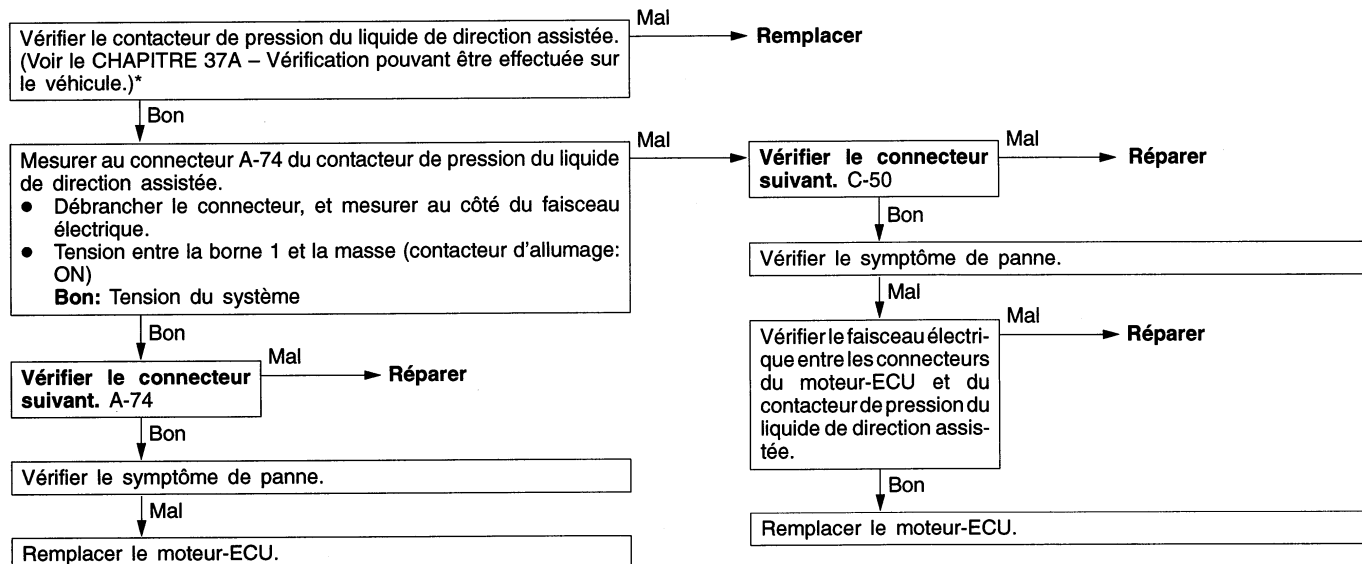 Vérifier le contacteur de pression du liquide de direction assistée.
(Voir le CHAPITRE 37A – Vérification pouvant être effectuée sur
le véhicule.)*
Mal
Remplacer
Bon
Mesurer au connecteur A-74 du contacteur de pression du liquide
de direction assistée.
● Débrancher le connecteur, et mesurer au côté du faisceau
électrique.
● Tension entre la borne 1 et la masse (contacteur d'allumage:
ON)
Bon: Tension du système
Mal
Vérifier le connecteur
suivant. C-50
Mal
Réparer
Bon
Vérifier le symptôme de panne.
Mal
Vérifier le faisceau électri-
que entre les connecteurs
du moteur-ECU et du
contacteur de pression du
liquide de direction assis-
tée.
Mal
Réparer
Bon
Remplacer le moteur-ECU.
Bon
Vérifier le connecteur
suivant. A-74
Mal
Réparer
Bon
Vérifier le symptôme de panne.
Mal
Remplacer le moteur-ECU.